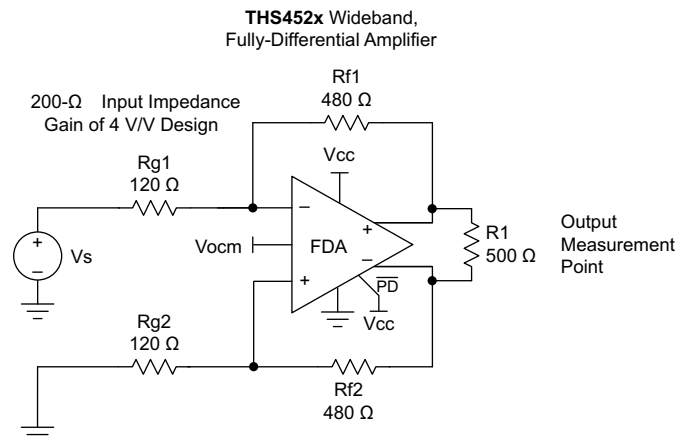 THS452x Wideband,
Fully-Differential Amplifier
Rf1
480 Ω
200-Ω Input Impedance
Gain of 4 V/V Design
Vcc
Rg1
120 Ω
−
+
Vs
−
Vocm
FDA
+
−
+
PD
Vcc
R1
500 Ω
Output
Measurement
Point
Rg2
120 Ω
Rf2
480 Ω